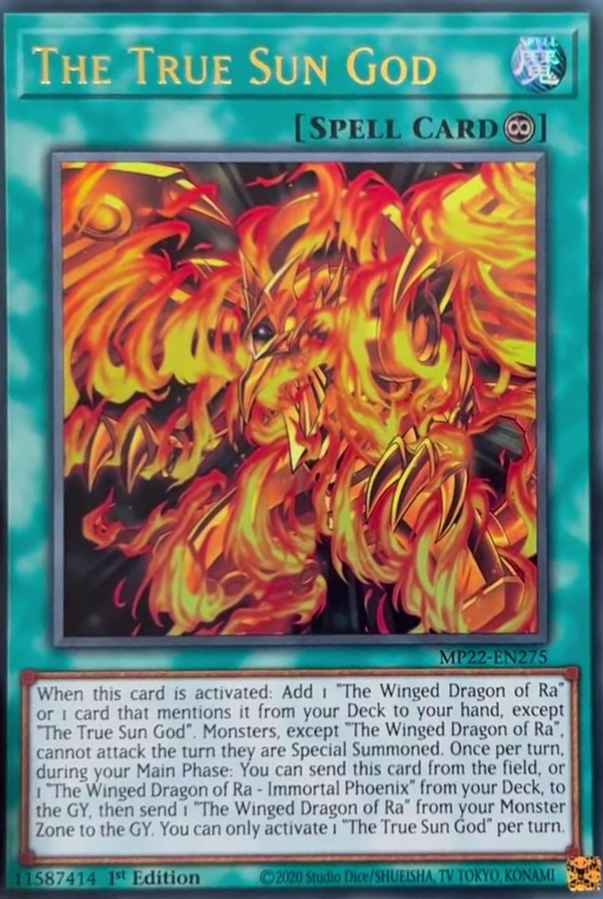 THE TRUE SUN GOD
SPELL
魔
[SPELL CARD]
MP22-EN275
When this card is activated: Add 1 "The Winged Dragon of Ra"
or 1 card that mentions it from your Deck to your hand, except
"The True Sun God". Monsters, except "The Winged Dragon of Ra",
cannot attack the turn they are Special Summoned. Once per turn,
during your Main Phase: You can send this card from the field, or
1 "The Winged Dragon of Ra - Immortal Phoenix" from your Deck, to
the GY, then send 1 "The Winged Dragon of Ra" from your Monster
Zone to the GY. You can only activate 1 "The True Sun God" per turn.
11587414 1st Edition ©2020 Studio Dice/SHUEISHA, TV TOKYO, KONAMI